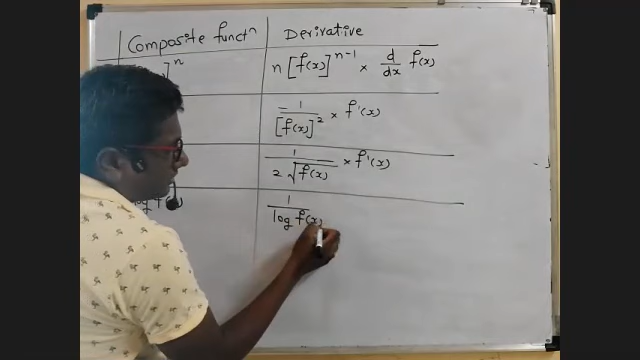 Composite functⁿ Derivative
]ⁿ n [f(x)]ⁿ⁻¹ × d/dx f(x)
-1/[f(x)]² × f'(x)
1/2√f(x) × f'(x)
f(x) 1/log f(x)